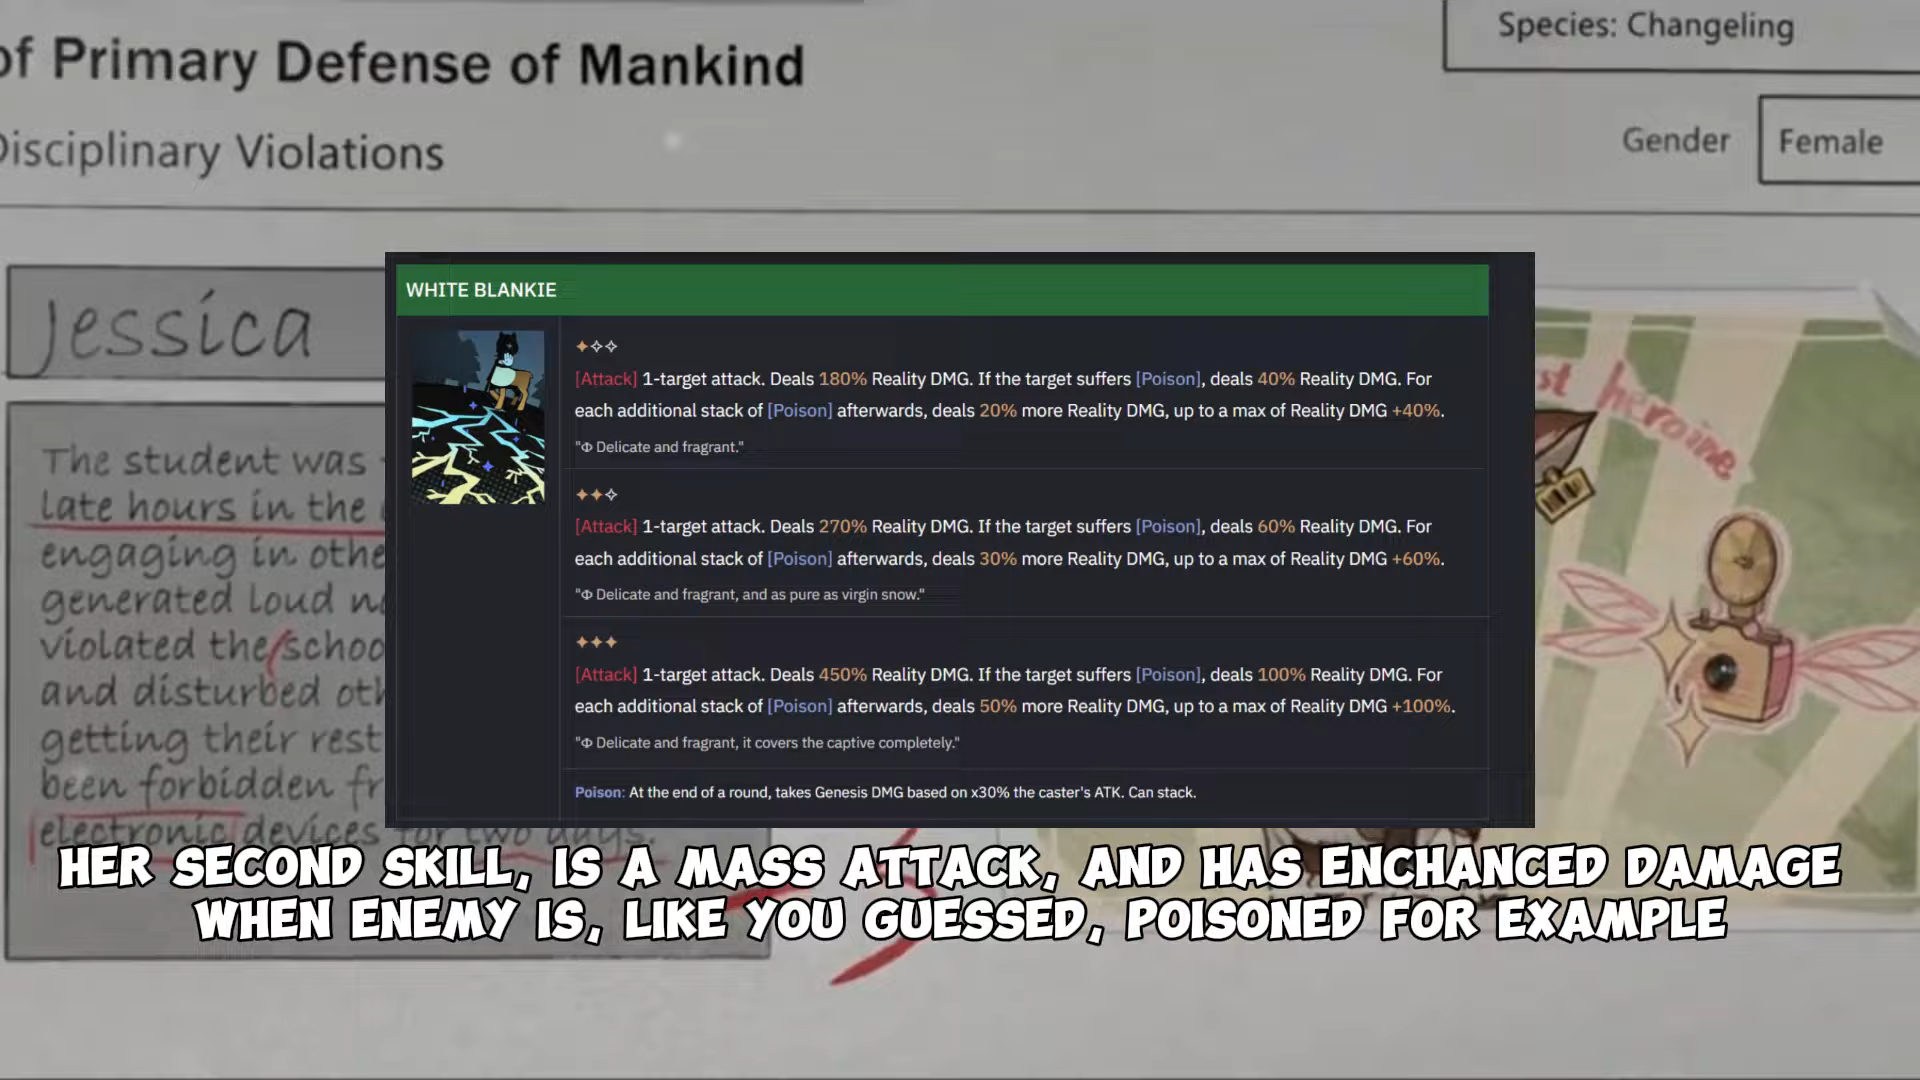 of Primary Defense of Mankind
Species: Changeling
Disciplinary Violations
Gender
Female
Jessica
The student was
late hours in the
engaging in othe
generated loud n
violated the schoo
and disturbed oth
getting their rest
been forbidden fr
electronic devices for two days.
st heroine
WHITE BLANKIE
[Attack] 1-target attack. Deals 180% Reality DMG. If the target suffers [Poison], deals 40% Reality DMG. For
each additional stack of [Poison] afterwards, deals 20% more Reality DMG, up to a max of Reality DMG +40%.
"Φ Delicate and fragrant."
[Attack] 1-target attack. Deals 270% Reality DMG. If the target suffers [Poison], deals 60% Reality DMG. For
each additional stack of [Poison] afterwards, deals 30% more Reality DMG, up to a max of Reality DMG +60%.
"Φ Delicate and fragrant, and as pure as virgin snow."
[Attack] 1-target attack. Deals 450% Reality DMG. If the target suffers [Poison], deals 100% Reality DMG. For
each additional stack of [Poison] afterwards, deals 50% more Reality DMG, up to a max of Reality DMG +100%.
"Φ Delicate and fragrant, it covers the captive completely."
Poison: At the end of a round, takes Genesis DMG based on x30% the caster's ATK. Can stack.
HER SECOND SKILL, IS A MASS ATTACK, AND HAS ENCHANCED DAMAGE
WHEN ENEMY IS, LIKE YOU GUESSED, POISONED FOR EXAMPLE